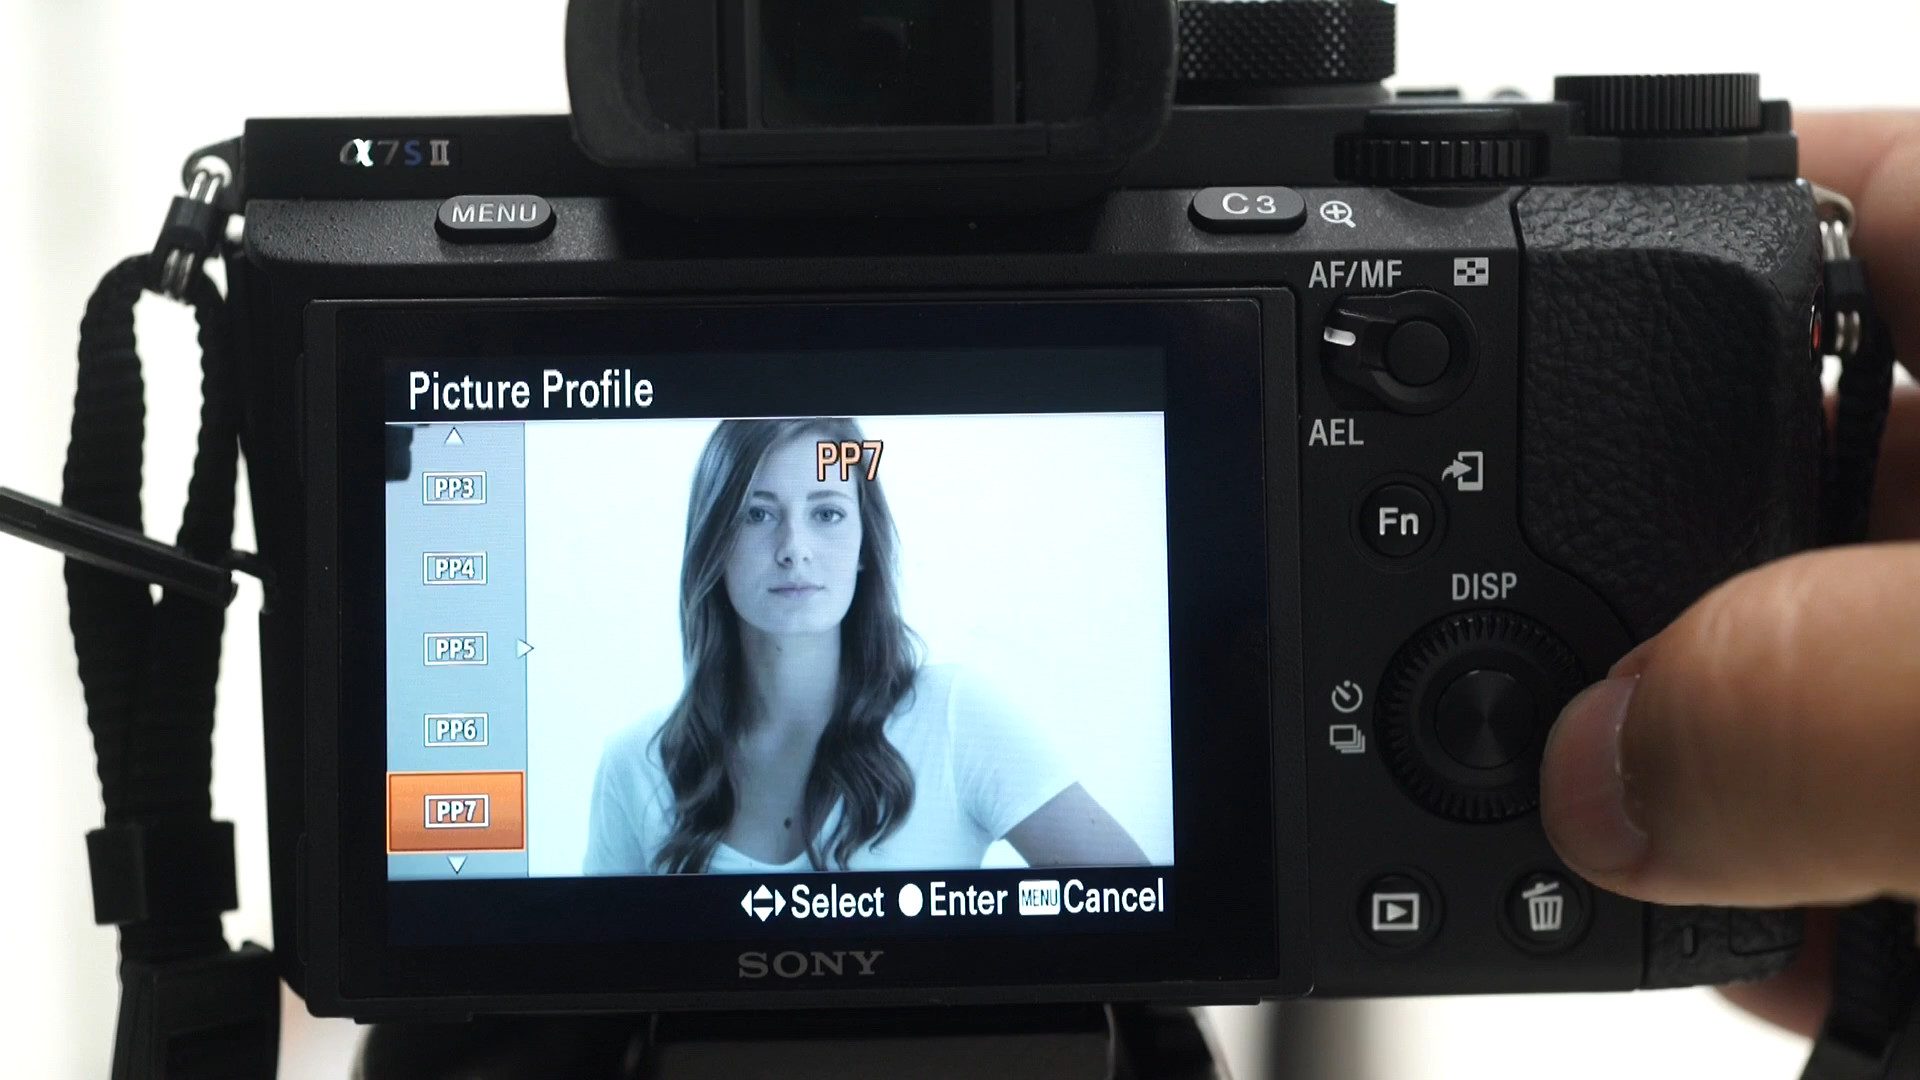 α7SII
MENU
C3
AF/MF
AEL
Fn
DISP
Picture Profile
PP7
PP3
PP4
PP5
PP6
PP7
Select Enter MENU Cancel
SONY